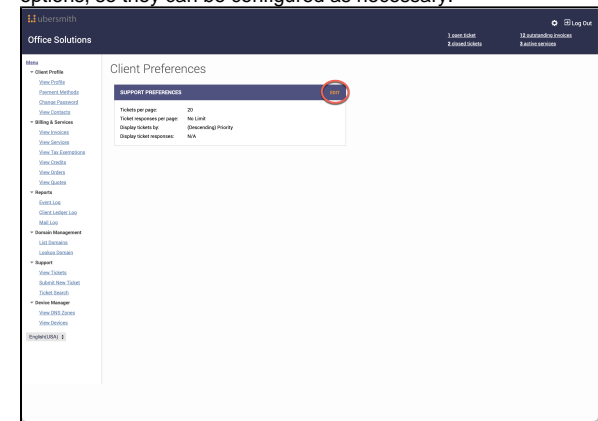 options, so they can be configured as necessary.
ubersmith
Log Out
Office Solutions
1 open ticket
12 outstanding invoices
2 closed tickets
3 active services
Menu
Client Profile
View Profile
Payment Methods
Change Password
View Contacts
Billing & Services
View Invoices
View Services
View Tax Exemptions
View Credits
View Orders
View Quotes
Reports
Event Log
Client Ledger Log
Mail Log
Domain Management
List Domains
Lookup Domain
Support
View Tickets
Submit New Ticket
Ticket Search
Device Manager
View DNS Zones
View Devices
English(USA)
Client Preferences
SUPPORT PREFERENCES
EDIT
Tickets per page: 20
Ticket responses per page: No Limit
Display tickets by: (Descending) Priority
Display ticket responses: N/A